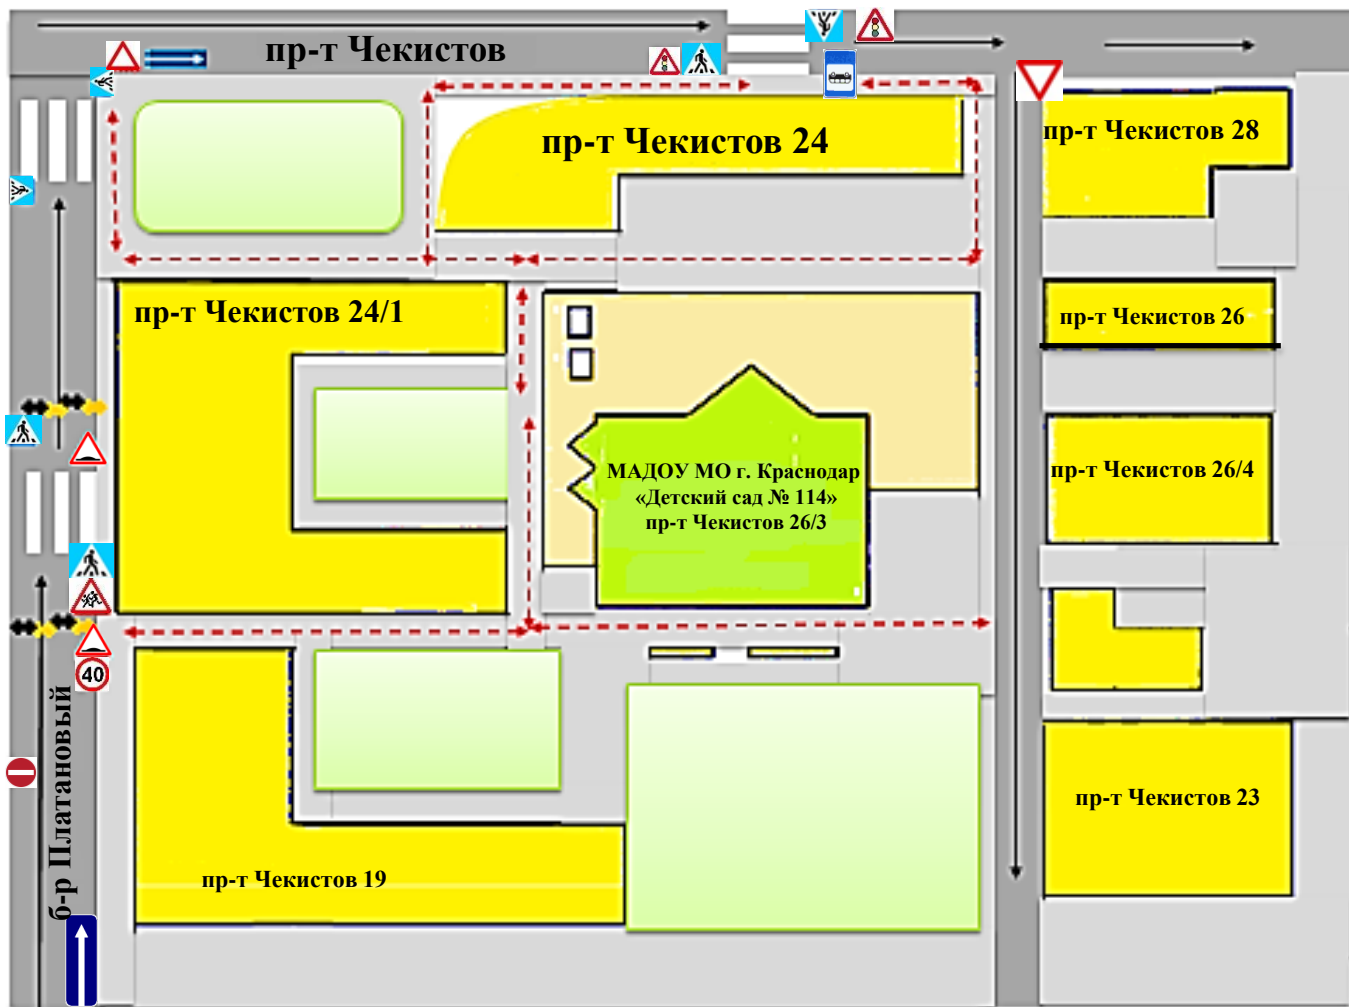 пр-т Чекистов
пр-т Чекистов 24
пр-т Чекистов 28
пр-т Чекистов 24/1
пр-т Чекистов 26
МАДОУ МО г. Краснодар
«Детский сад № 114»
пр-т Чекистов 26/3
пр-т Чекистов 26/4
40
б-р Платановый
пр-т Чекистов 23
пр-т Чекистов 19